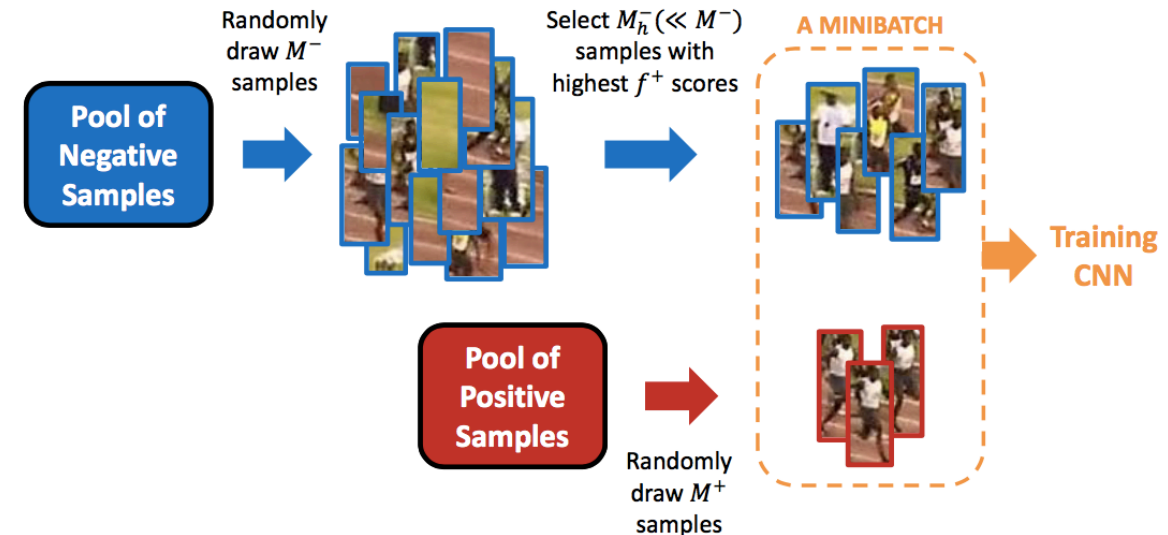 Randomly
draw M⁻
samples
Select M_h⁻(≪ M⁻)
samples with
highest f⁺ scores
A MINIBATCH
Pool of
Negative
Samples
Training
CNN
Pool of
Positive
Samples
Randomly
draw M⁺
samples